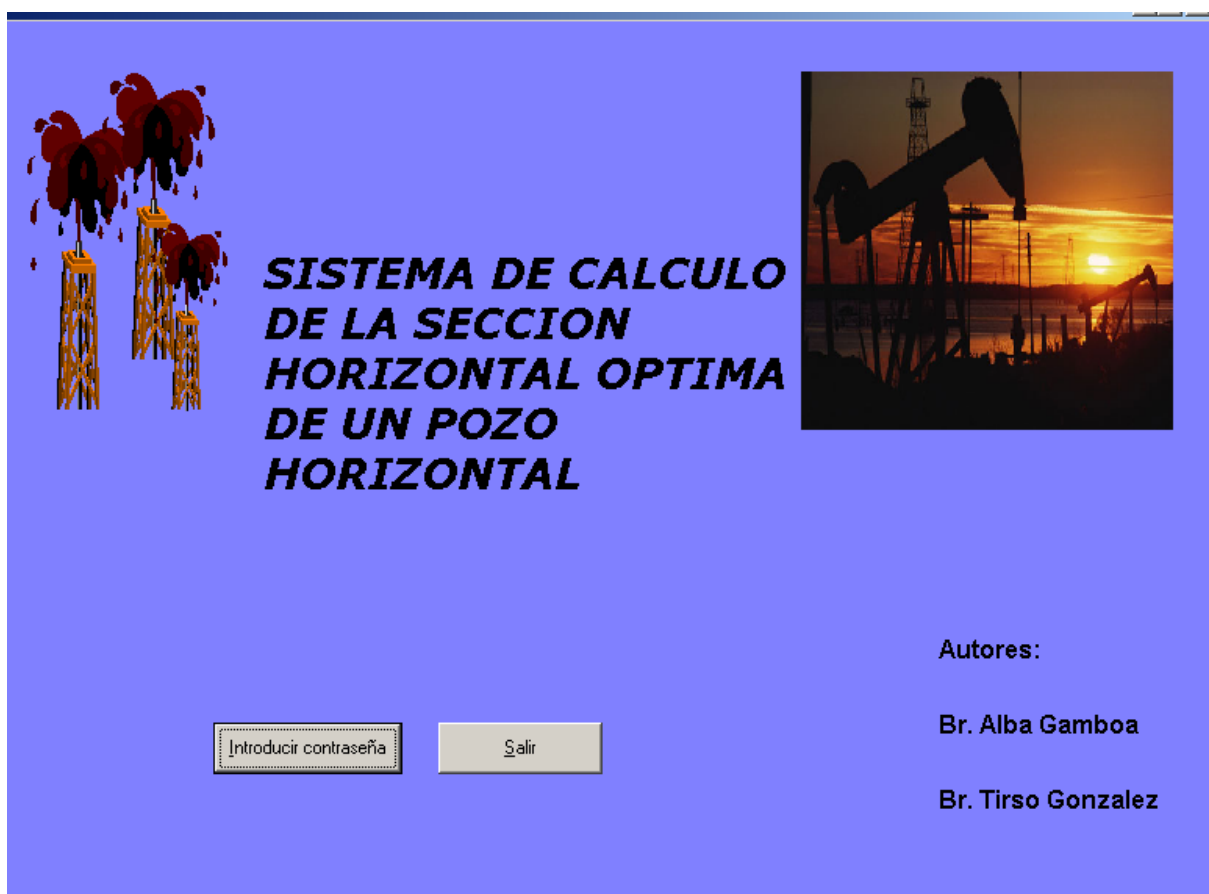 SISTEMA DE CALCULO
DE LA SECCION
HORIZONTAL OPTIMA
DE UN POZO
HORIZONTAL
Autores:
Br. Alba Gamboa
Br. Tirso Gonzalez
Introducir contraseña
Salir